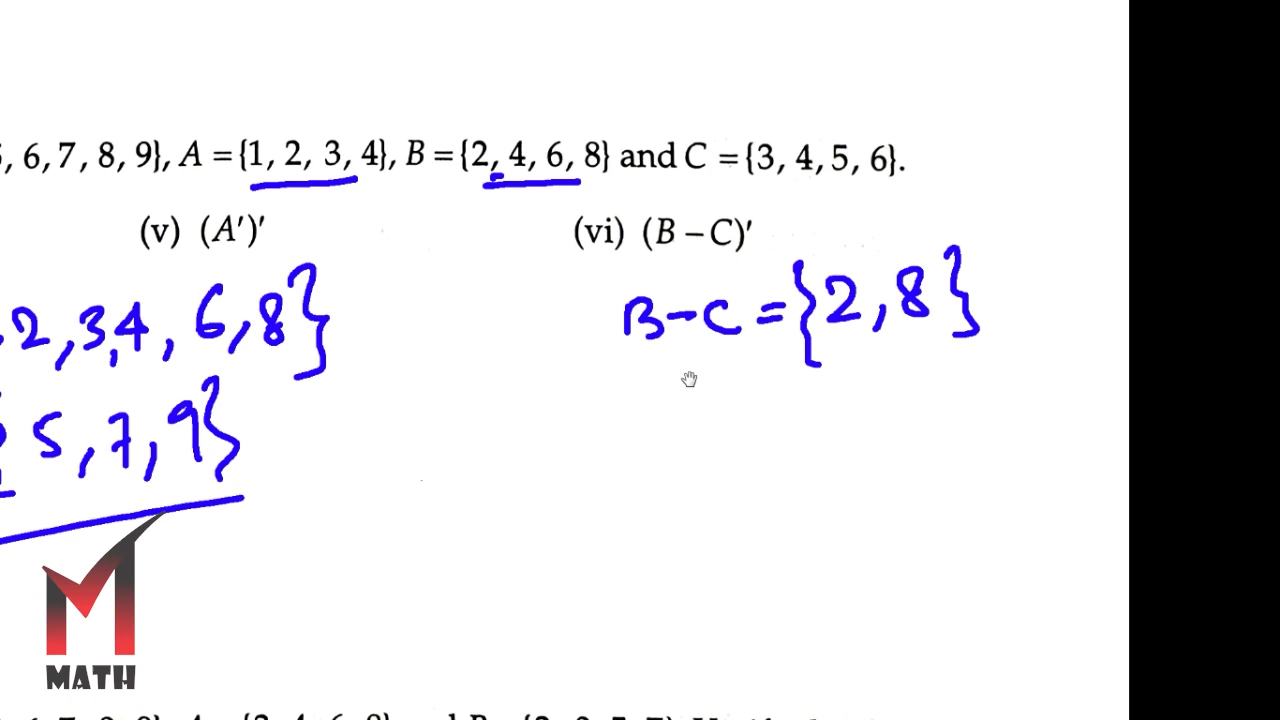 6, 7, 8, 9}, A = {1, 2, 3, 4}, B = {2, 4, 6, 8} and C = {3, 4, 5, 6}.
(v) (A')' (vi) (B – C)'
2, 3, 4, 6, 8} B - C = {2, 8}
5, 7, 9}
MATH